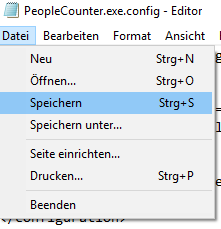 PeopleCounter.exe.config - Editor
Datei Bearbeiten Format Ansicht
Neu Strg+N
Öffnen... Strg+O
Speichern Strg+S
Speichern unter...
Seite einrichten...
Drucken... Strg+P
Beenden